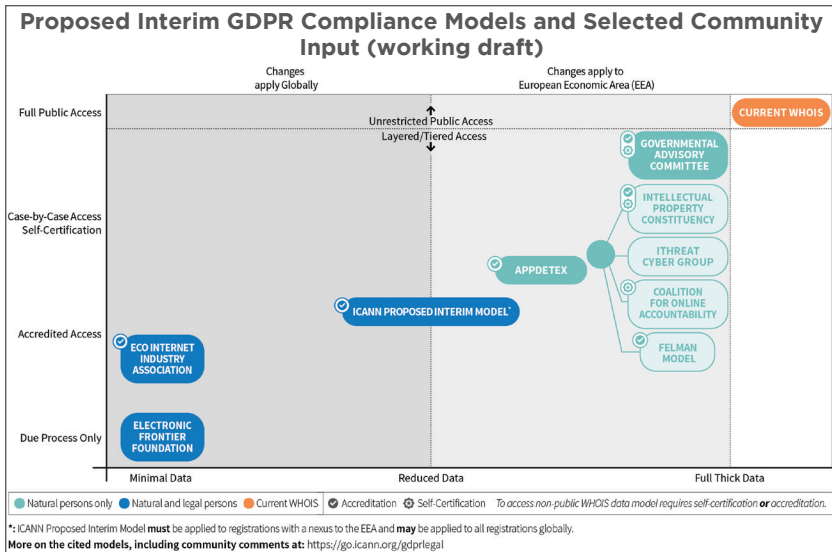 Proposed Interim GDPR Compliance Models and Selected Community
Input (working draft)
Changes
apply Globally
Changes apply to
European Economic Area (EEA)
Full Public Access
Unrestricted Public Access
Layered/Tiered Access
CURRENT WHOIS
GOVERNMENTAL
ADVISORY
COMMITTEE
Case-by-Case Access
Self-Certification
INTELLECTUAL
PROPERTY
CONSTITUENCY
ITHREAT
CYBER GROUP
APPDETEX
COALITION
FOR ONLINE
ACCOUNTABILITY
ICANN PROPOSED INTERIM MODEL*
Accredited Access
ECO INTERNET
INDUSTRY
ASSOCIATION
FELMAN
MODEL
ELECTRONIC
FRONTIER
FOUNDATION
Due Process Only
Minimal Data
Reduced Data
Full Thick Data
Natural persons only
Natural and legal persons
Current WHOIS
Accreditation
Self-Certification
To access non-public WHOIS data model requires self-certification or accreditation.
*: ICANN Proposed Interim Model must be applied to registrations with a nexus to the EEA and may be applied to all registrations globally.
More on the cited models, including community comments at: https://go.icann.org/gdprlegal